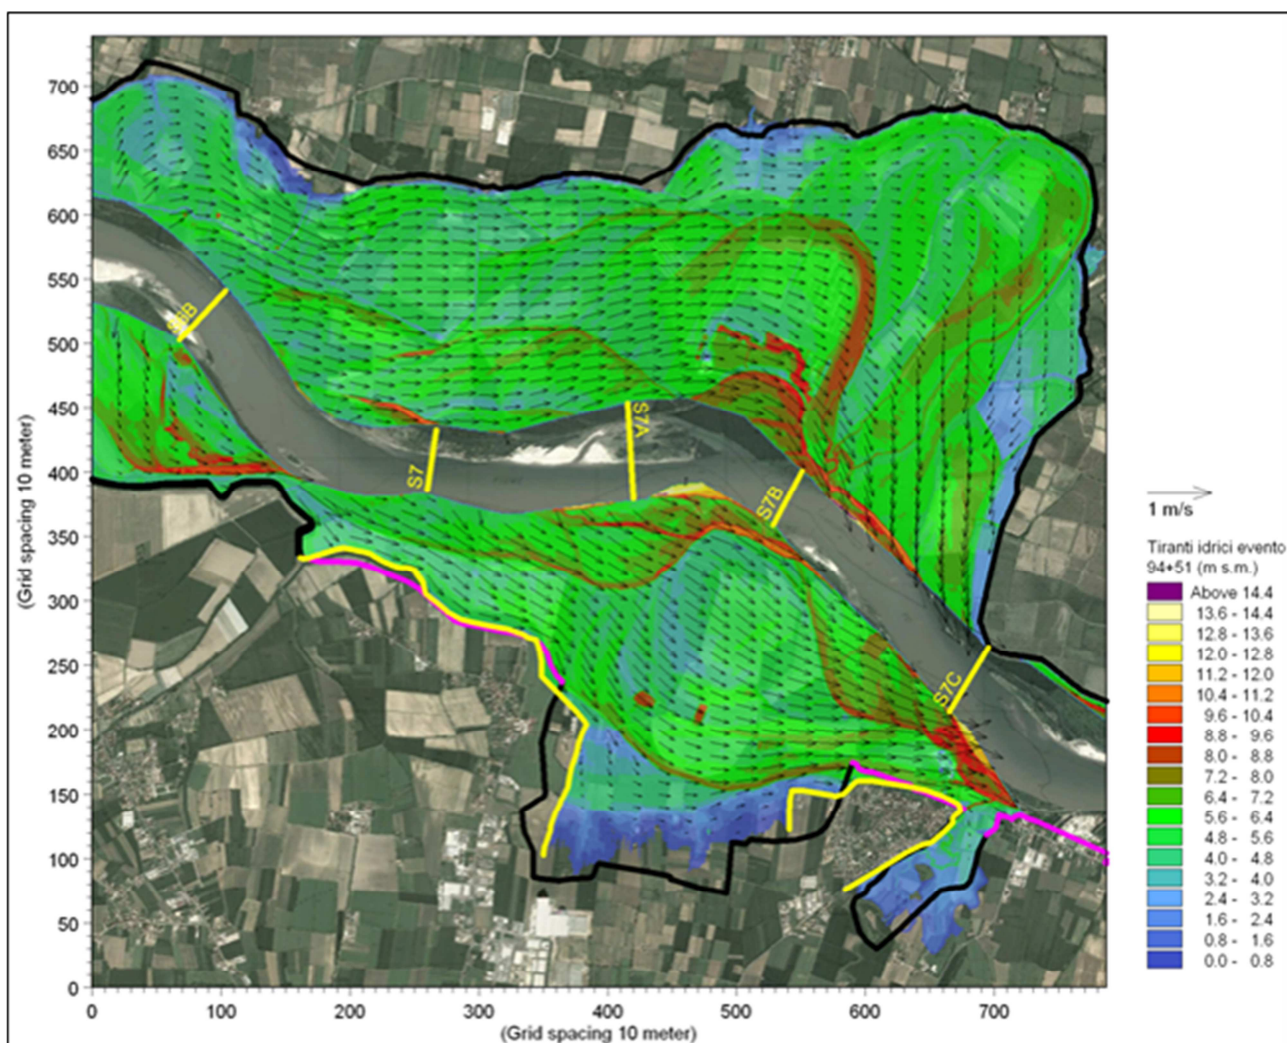 700
650
600
550
500
450
400
350
300
250
200
150
100
50
0
(Grid spacing 10 meter)
0
100
200
300
400
500
600
700
(Grid spacing 10 meter)
S6B
S7
S7A
S7B
S7C
1 m/s
Tiranti idrici evento
94+51 (m s.m.)
Above 14.4
13.6 - 14.4
12.8 - 13.6
12.0 - 12.8
11.2 - 12.0
10.4 - 11.2
9.6 - 10.4
8.8 - 9.6
8.0 - 8.8
7.2 - 8.0
6.4 - 7.2
5.6 - 6.4
4.8 - 5.6
4.0 - 4.8
3.2 - 4.0
2.4 - 3.2
1.6 - 2.4
0.8 - 1.6
0.0 - 0.8